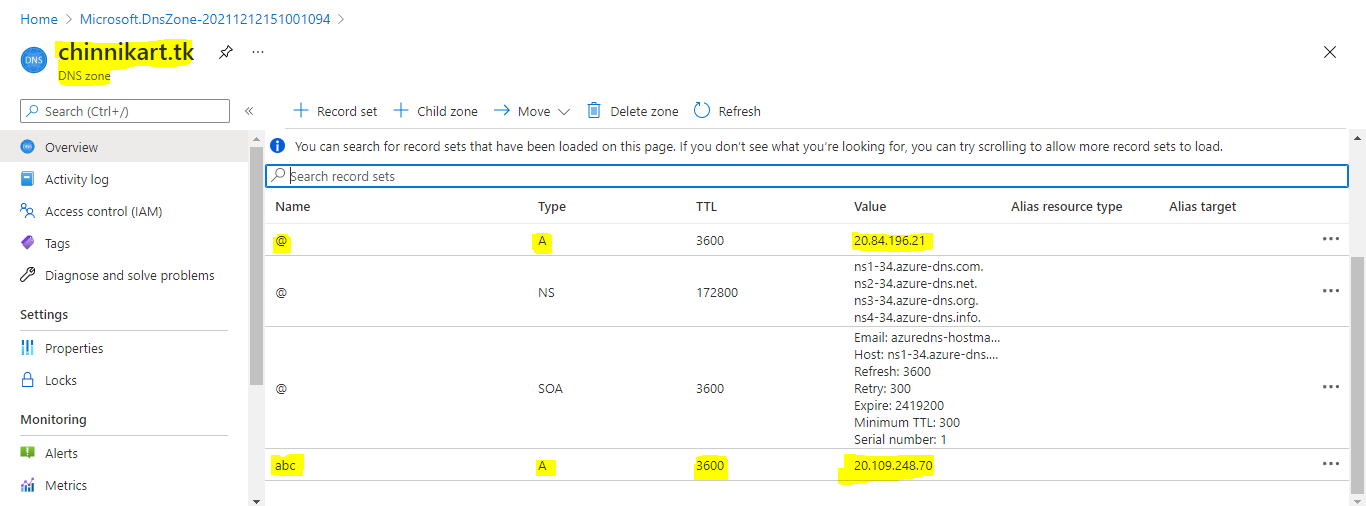 Home > Microsoft.DnsZone-20211212151001094 >
DNS
chinnikart.tk
DNS zone
Search (Ctrl+/)
Overview
Activity log
Access control (IAM)
Tags
Diagnose and solve problems
Settings
Properties
Locks
Monitoring
Alerts
Metrics
+ Record set + Child zone → Move Delete zone Refresh
You can search for record sets that have been loaded on this page. If you don't see what you're looking for, you can try scrolling to allow more record sets to load.
Search record sets
Name Type TTL Value Alias resource type Alias target
@ A 3600 20.84.196.21
@ NS 172800
ns1-34.azure-dns.com.
ns2-34.azure-dns.net.
ns3-34.azure-dns.org.
ns4-34.azure-dns.info.
@ SOA 3600
Email: azuredns-hostma...
Host: ns1-34.azure-dns....
Refresh: 3600
Retry: 300
Expire: 2419200
Minimum TTL: 300
Serial number: 1
abc A 3600 20.109.248.70